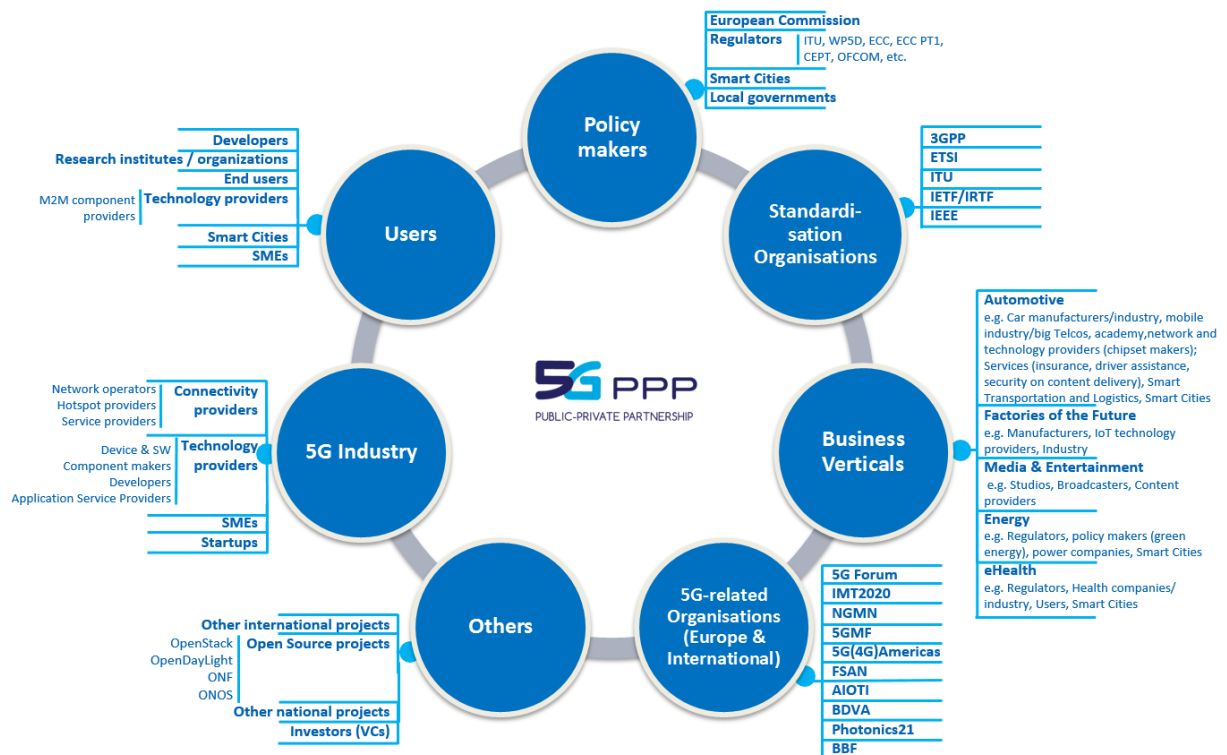 European Commission
Regulators
ITU, WP5D, ECC, ECC PT1,
CEPT, OFCOM, etc.
Smart Cities
Local governments
Policy
makers
3GPP
ETSI
ITU
IETF/IRTF
IEEE
Standardi-
sation
Organisations
Automotive
e.g. Car manufacturers/industry, mobile
industry/big Telcos, academy,network and
technology providers (chipset makers);
Services (insurance, driver assistance,
security on content delivery), Smart
Transportation and Logistics, Smart Cities
Factories of the Future
e.g. Manufacturers, IoT technology
providers, Industry
Media & Entertainment
e.g. Studios, Broadcasters, Content
providers
Energy
e.g. Regulators, policy makers (green
energy), power companies, Smart Cities
eHealth
e.g. Regulators, Health companies/
industry, Users, Smart Cities
Business
Verticals
5G Forum
IMT2020
NGMN
5GMF
5G(4G)Americas
FSAN
AIOTI
BDVA
Photonics21
BBF
5G-related
Organisations
(Europe &
International)
Others
Other international projects
Open Source projects
OpenStack
OpenDayLight
ONF
ONOS
Other national projects
Investors (VCs)
5G Industry
Connectivity
providers
Network operators
Hotspot providers
Service providers
Technology
providers
Device & SW
Component makers
Developers
Application Service Providers
SMEs
Startups
Users
Developers
Research institutes / organizations
End users
Technology providers
M2M component
providers
Smart Cities
SMEs
5G PPP
PUBLIC-PRIVATE PARTNERSHIP